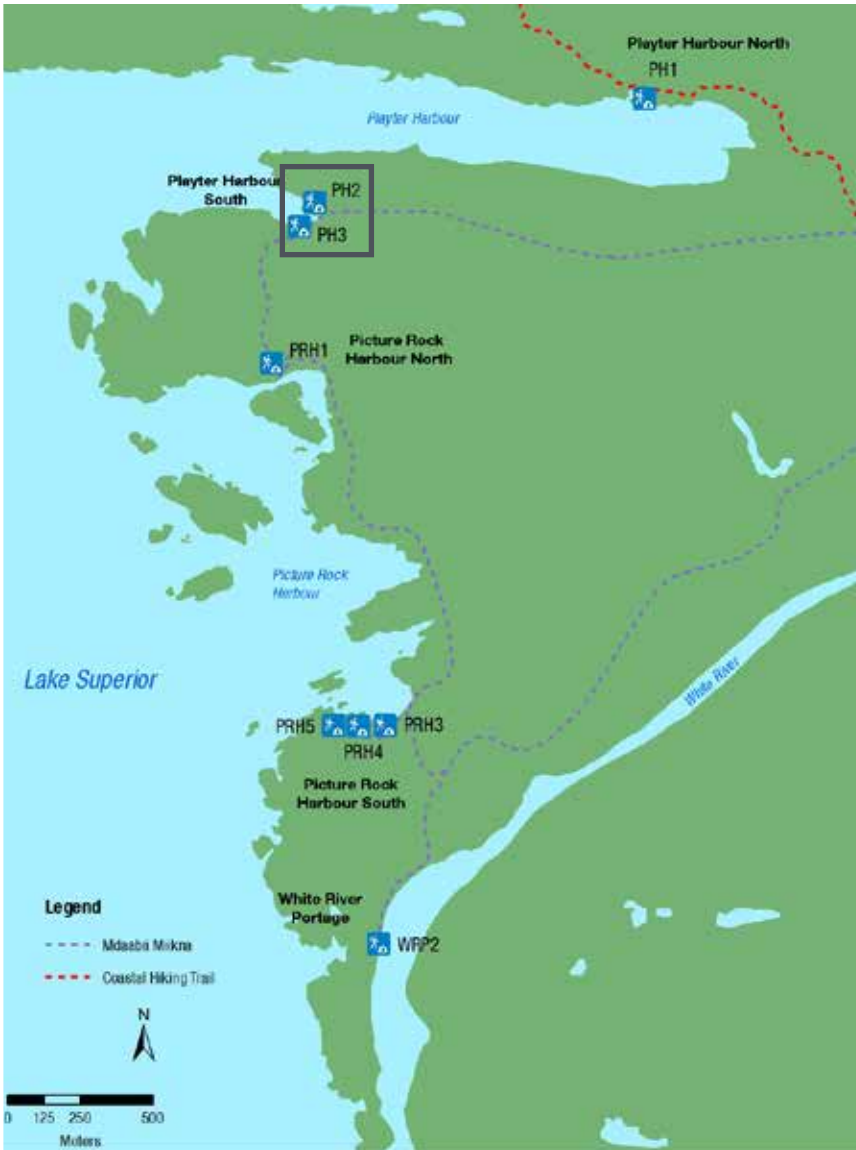 Playter Harbour North
PH1
Playter Harbour
Playter Harbour
South
PH2
PH3
PRH1
Picture Rock
Harbour North
Picture Rock
Harbour
Lake Superior
White River
PRH5
PRH4
PRH3
Picture Rock
Harbour South
White River
Portage
WRP2
Legend
Mdaabii Miikna
Coastal Hiking Trail
N
0 125 250 500
Meters